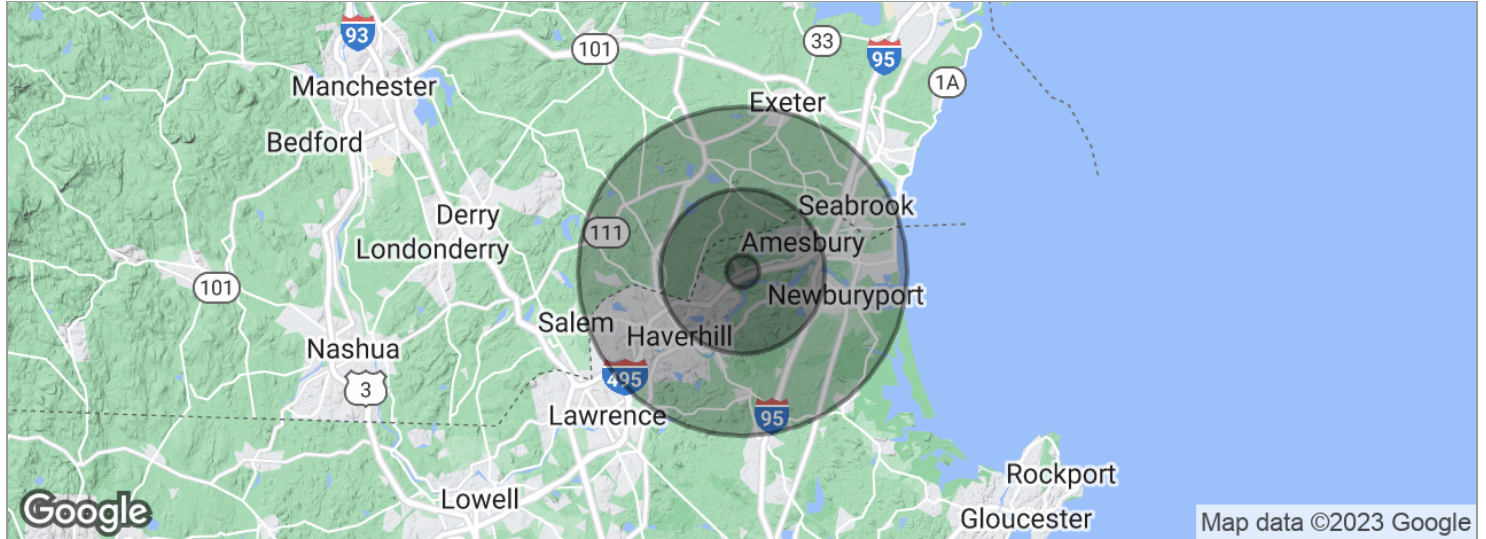 93
101
33
95
1A
Manchester
Exeter
Bedford
Derry
Seabrook
111
Londonderry
Amesbury
101
Newburyport
Salem
Haverhill
Nashua
495
3
Lawrence
95
Rockport
Lowell
Gloucester
Google
Map data ©2023 Google